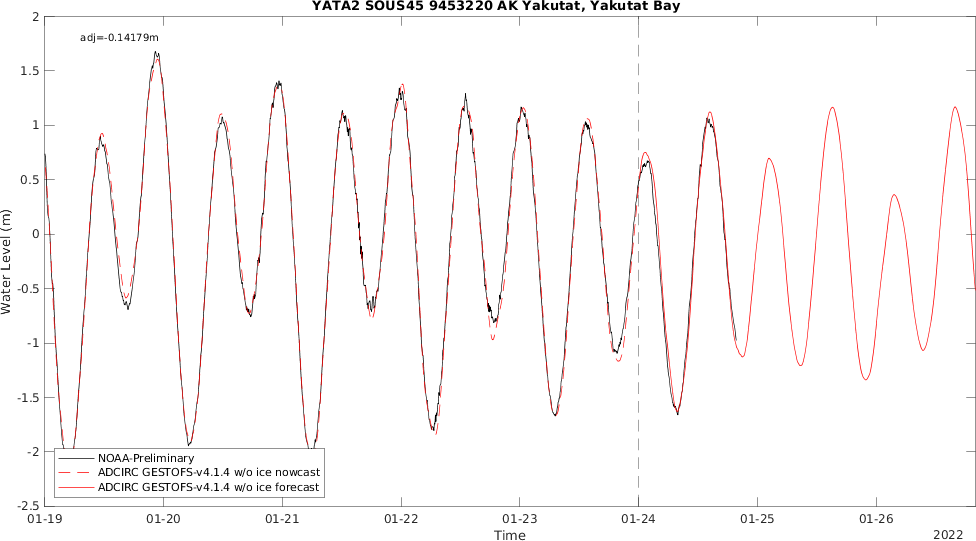 YATA2 SOUS45 9453220 AK Yakutat, Yakutat Bay
adj=-0.14179m
2
1.5
1
0.5
0
-0.5
-1
-1.5
-2
-2.5
Water Level (m)
NOAA-Preliminary
ADCIRC GESTOFS-v4.1.4 w/o ice nowcast
ADCIRC GESTOFS-v4.1.4 w/o ice forecast
01-19 01-20 01-21 01-22 01-23 01-24 01-25 01-26
Time
2022